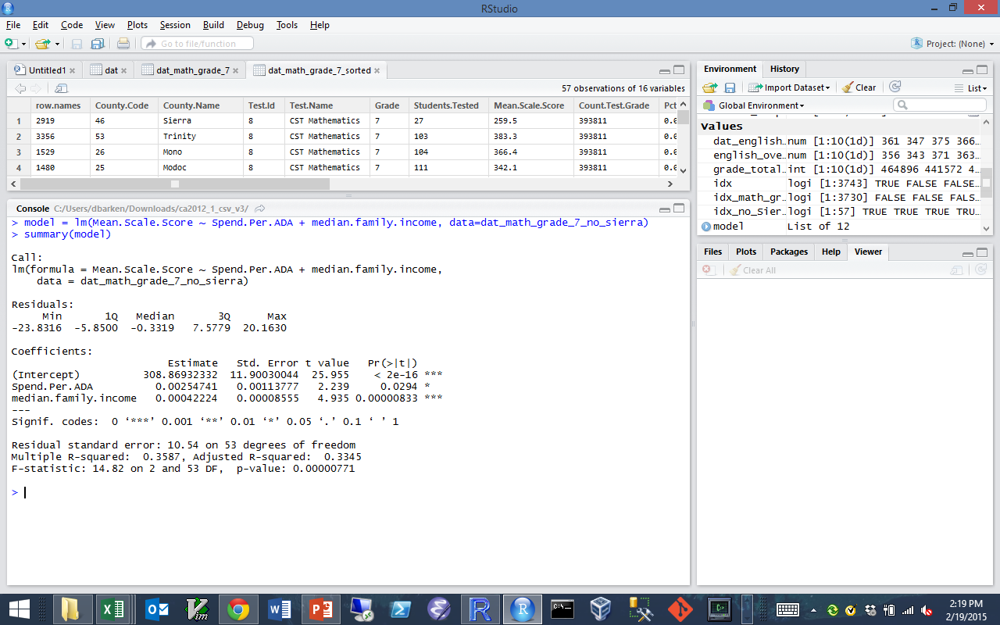 RStudio
File Edit Code View Plots Session Build Debug Tools Help
Go to file/function
Project: (None)
Untitled1 dat dat_math_grade_7 dat_math_grade_7_sorted
57 observations of 16 variables
row.names County.Code County.Name Test.Id Test.Name Grade Students.Tested Mean.Scale.Score Count.Test.Grade Pct
1 2919 46 Sierra 8 CST Mathematics 7 27 259.5 393811
2 3356 53 Trinity 8 CST Mathematics 7 103 383.3 393811
3 1529 26 Mono 8 CST Mathematics 7 104 366.4 393811
4 1480 25 Modoc 8 CST Mathematics 7 111 342.1 393811
Console C:/Users/dbarken/Downloads/ca2012_1_csv_v3/
> model = lm(Mean.Scale.Score ~ Spend.Per.ADA + median.family.income, data=dat_math_grade_7_no_sierra)
> summary(model)
Call:
lm(formula = Mean.Scale.Score ~ Spend.Per.ADA + median.family.income,
data = dat_math_grade_7_no_sierra)
Residuals:
Min 1Q Median 3Q Max
-23.8316 -5.8500 -0.3319 7.5779 20.1630
Coefficients:
Estimate Std. Error t value Pr(>|t|)
(Intercept) 308.86932332 11.90030044 25.955 < 2e-16 ***
Spend.Per.ADA 0.00254741 0.00113777 2.239 0.0294 *
median.family.income 0.00042224 0.00008555 4.935 0.00000833 ***
---
Signif. codes: 0 ‘***’ 0.001 ‘**’ 0.01 ‘*’ 0.05 ‘.’ 0.1 ‘ ’ 1
Residual standard error: 10.54 on 53 degrees of freedom
Multiple R-squared: 0.3587, Adjusted R-squared: 0.3345
F-statistic: 14.82 on 2 and 53 DF, p-value: 0.00000771
>
Environment History
Import Dataset Clear List
Global Environment
Values
dat_english… num [1:10(1d)] 361 347 375 366…
english_ove… num [1:10(1d)] 356 343 371 363…
grade_total… int [1:10(1d)] 464896 441572 4…
idx logi [1:3743] TRUE FALSE FALSE…
idx_math_gr… logi [1:3730] FALSE FALSE FALS…
idx_no_Sier… logi [1:57] TRUE TRUE TRUE TRU…
model List of 12
Files Plots Packages Help Viewer
Clear All
2:19 PM
2/19/2015